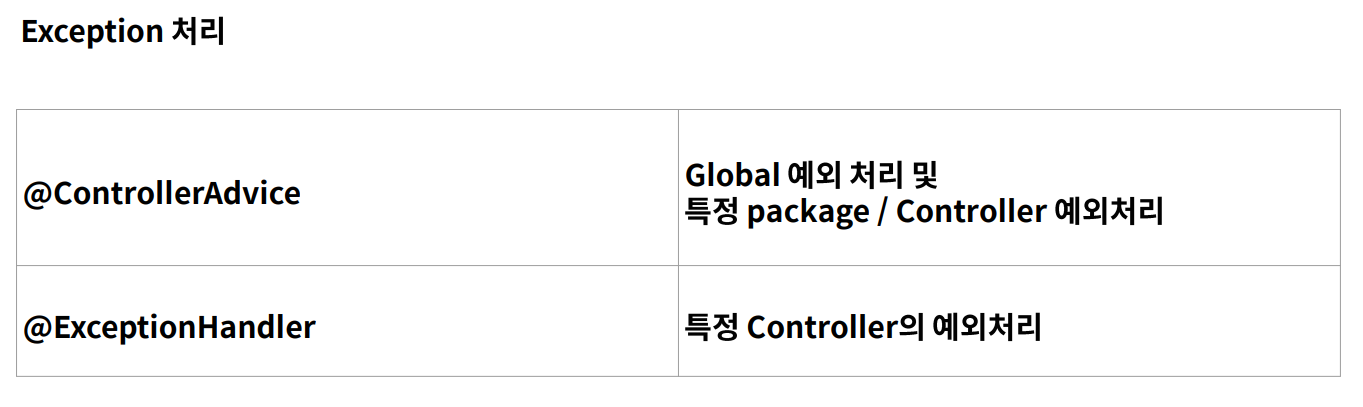 Exception 처리
@ControllerAdvice
Global 예외 처리 및
특정 package / Controller 예외처리
@ExceptionHandler
특정 Controller의 예외처리